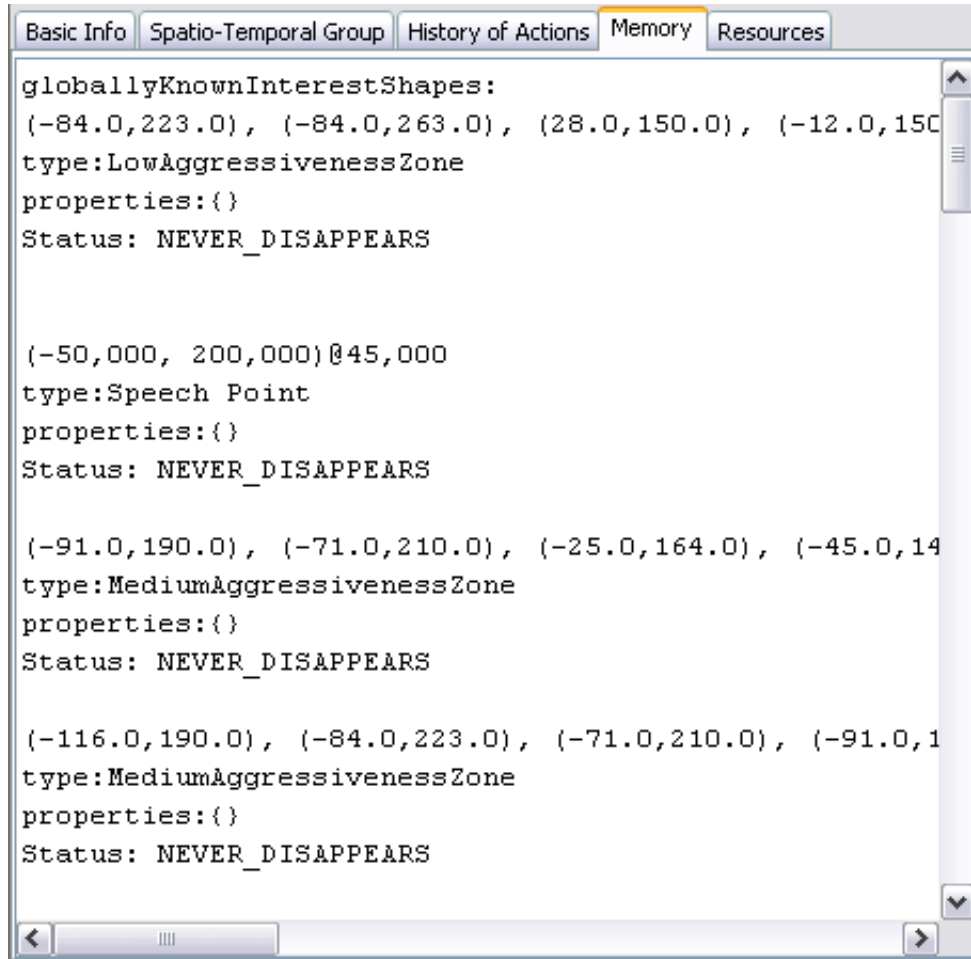 Basic Info Spatio-Temporal Group History of Actions Memory Resources
globallyKnownInterestShapes:
(-84.0,223.0), (-84.0,263.0), (28.0,150.0), (-12.0,150
type:LowAggressivenessZone
properties:{}
Status: NEVER_DISAPPEARS
(-50,000, 200,000)@45,000
type:Speech Point
properties:{}
Status: NEVER_DISAPPEARS
(-91.0,190.0), (-71.0,210.0), (-25.0,164.0), (-45.0,14
type:MediumAggressivenessZone
properties:{}
Status: NEVER_DISAPPEARS
(-116.0,190.0), (-84.0,223.0), (-71.0,210.0), (-91.0,1
type:MediumAggressivenessZone
properties:{}
Status: NEVER_DISAPPEARS